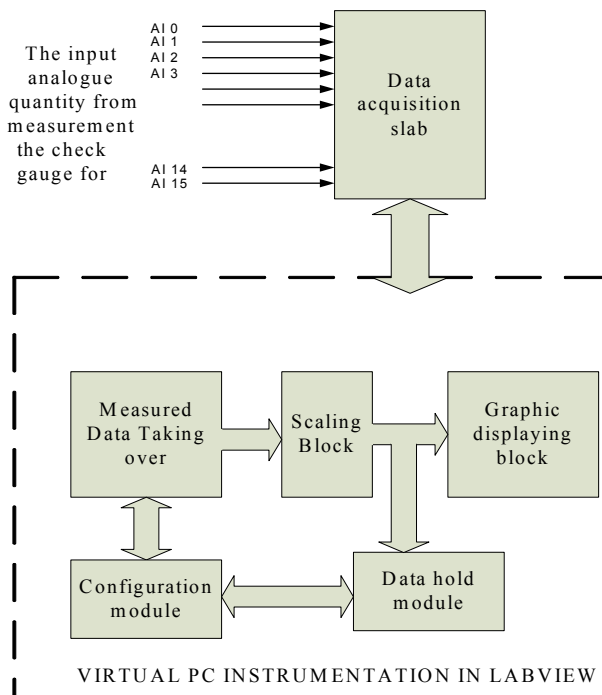 The input
analogue
quantity from
measurement
the check
gauge for
AI 0
AI 1
AI 2
AI 3
AI 14
AI 15
Data
acquisition
slab
Measured
Data Taking
over
Scaling
Block
Graphic
displaying
block
Configuration
module
Data hold
module
VIRTUAL PC INSTRUMENTATION IN LABVIEW